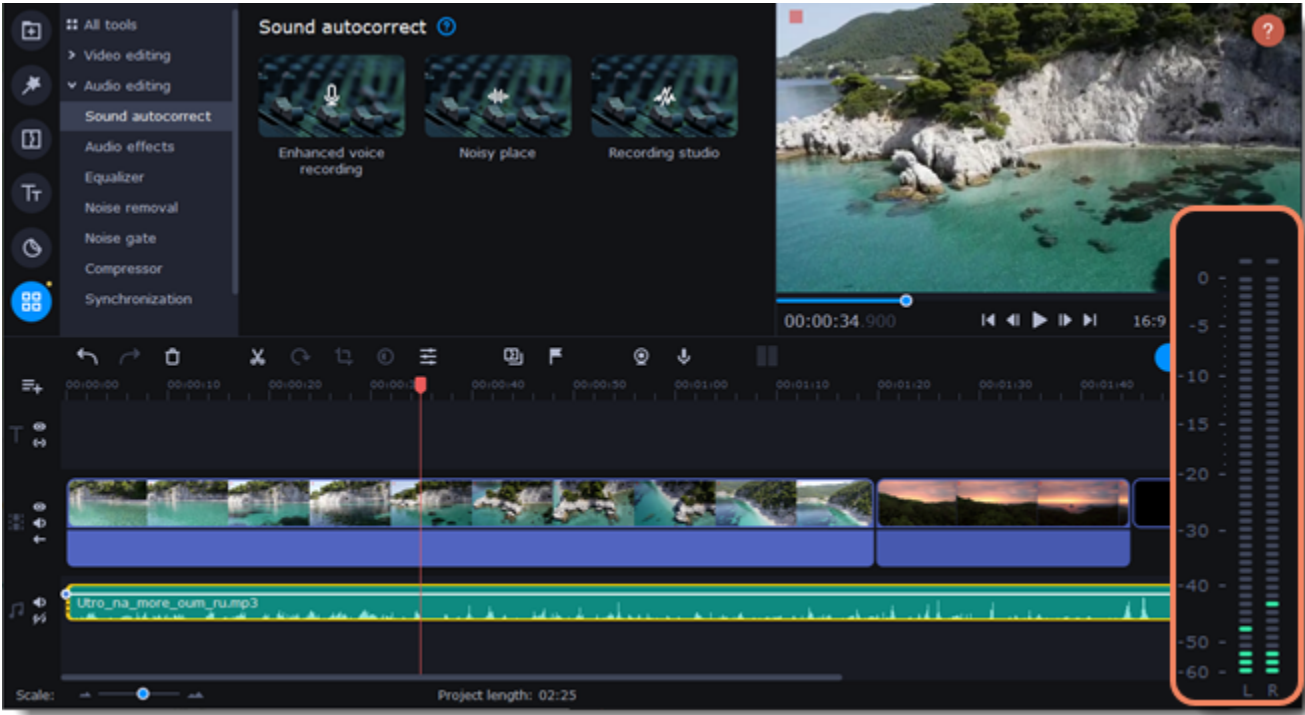 All tools
Video editing
Audio editing
Sound autocorrect
Audio effects
Equalizer
Noise removal
Noise gate
Compressor
Synchronization
Sound autocorrect ?
Enhanced voice
recording
Noisy place
Recording studio
?
00:00:34.900
16:9
00:00:00 00:00:10 00:00:20 00:00:40 00:00:50 00:01:00 00:01:10 00:01:20 00:01:30 00:01:40
Utro_na_more_oum_ru.mp3
Scale:
Project length: 02:25
0
-5
-10
-15
-20
-30
-40
-50
-60
L R